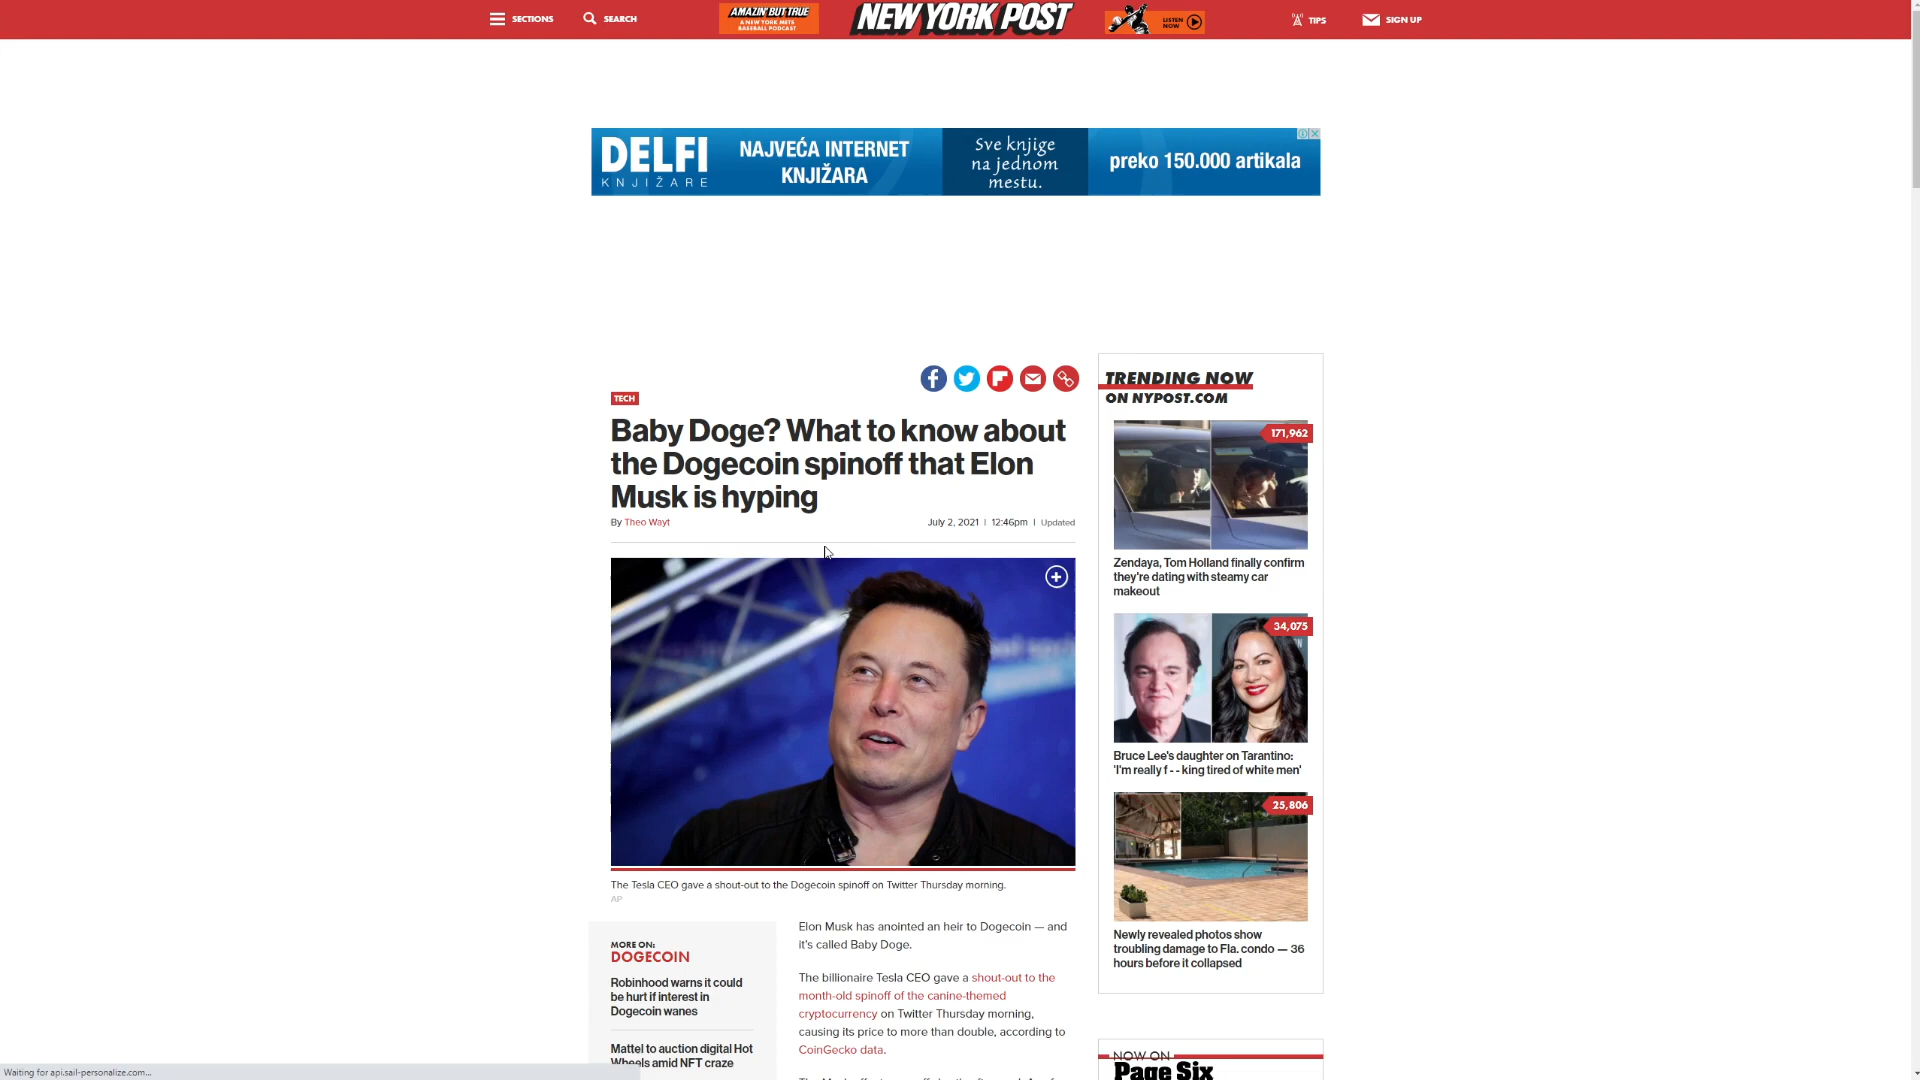 SECTIONS
SEARCH
AMAZIN' BUT TRUE
A NEW YORK METS
BASEBALL PODCAST
NEW YORK POST
LISTEN
NOW
TIPS
SIGN UP
DELFI
KNJIŽARE
NAJVEĆA INTERNET
KNJIŽARA
Sve knjige
na jednom
mestu.
preko 150.000 artikala
TECH
Baby Doge? What to know about
the Dogecoin spinoff that Elon
Musk is hyping
By Theo Wayt
July 2, 2021 | 12:46pm | Updated
The Tesla CEO gave a shout-out to the Dogecoin spinoff on Twitter Thursday morning.
AP
MORE ON:
DOGECOIN
Robinhood warns it could
be hurt if interest in
Dogecoin wanes
Mattel to auction digital Hot
Wheels amid NFT craze
Elon Musk has anointed an heir to Dogecoin — and
it's called Baby Doge.
The billionaire Tesla CEO gave a shout-out to the
month-old spinoff of the canine-themed
cryptocurrency on Twitter Thursday morning,
causing its price to more than double, according to
CoinGecko data.
TRENDING NOW
ON NYPOST.COM
171,962
Zendaya, Tom Holland finally confirm
they're dating with steamy car
makeout
34,075
Bruce Lee's daughter on Tarantino:
'I'm really f - - king tired of white men'
25,806
Newly revealed photos show
troubling damage to Fla. condo — 36
hours before it collapsed
NOW ON
Page Six
Waiting for api.sail-personalize.com...